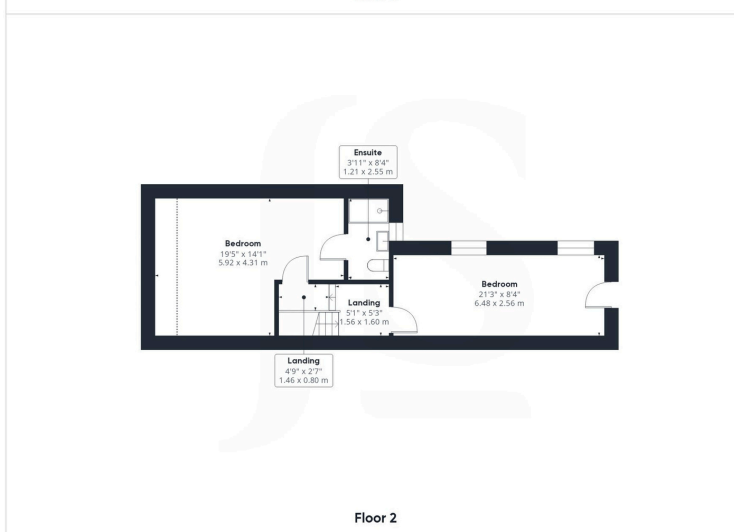 Ensuite
3'11" x 8'4"
1.21 x 2.55 m
Bedroom
19'5" x 14'1"
5.92 x 4.31 m
Bedroom
21'3" x 8'4"
6.48 x 2.56 m
Landing
5'1" x 5'3"
1.56 x 1.60 m
Landing
4'9" x 2'7"
1.46 x 0.80 m
Floor 2